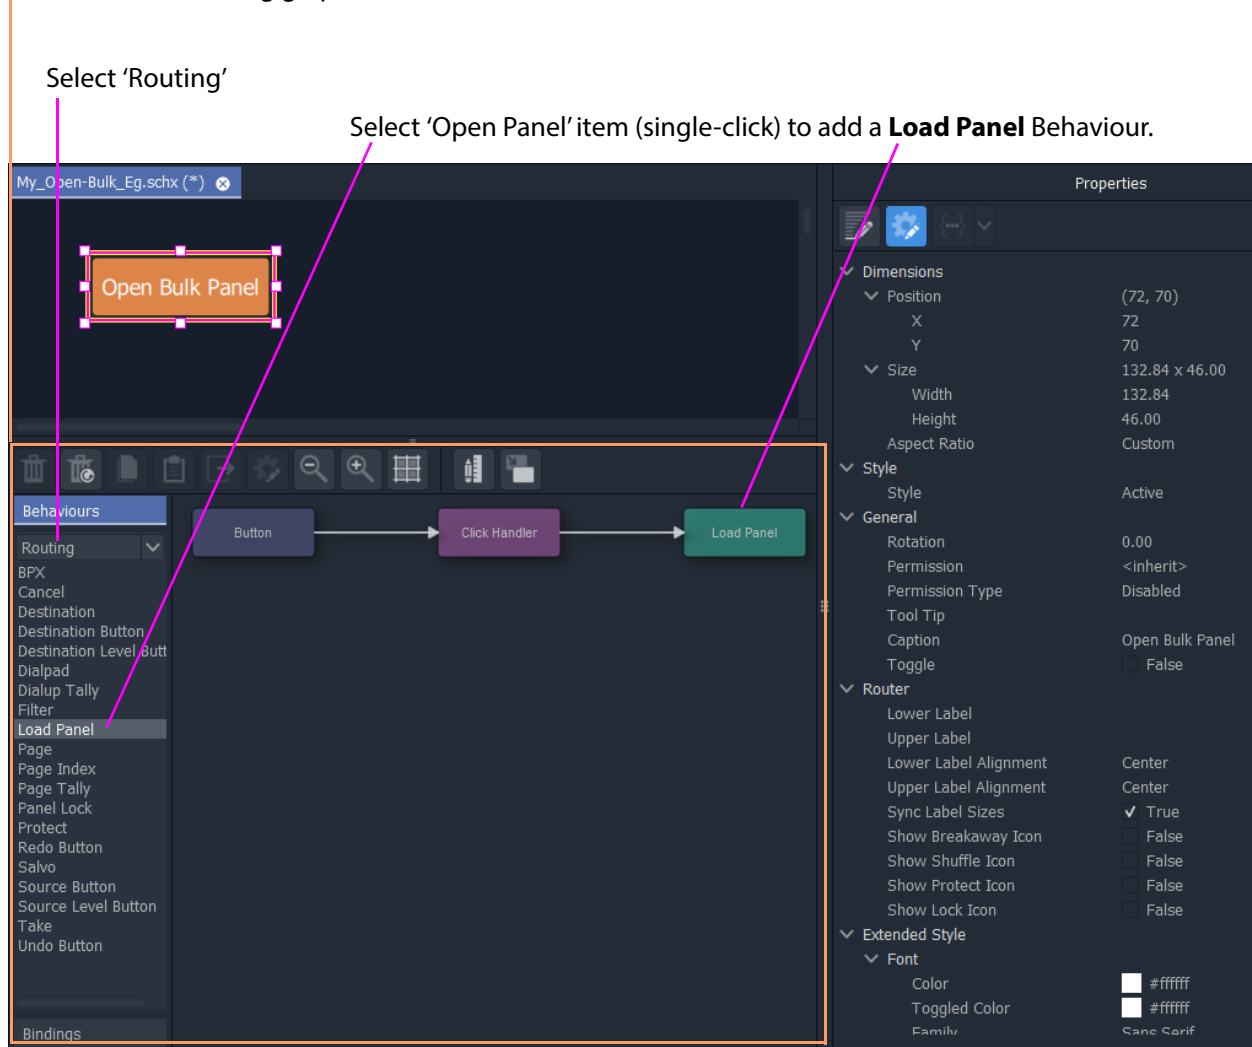 Select ‘Routing’
Select ‘Open Panel’ item (single-click) to add a Load Panel Behaviour.
My_Open-Bulk_Eg.schx (*)
Open Bulk Panel
Behaviours
Routing
BPX
Cancel
Destination
Destination Button
Destination Level Butt
Dialpad
Dialup Tally
Filter
Load Panel
Page
Page Index
Page Tally
Panel Lock
Protect
Redo Button
Salvo
Source Button
Source Level Button
Take
Undo Button
Bindings
Button
Click Handler
Load Panel
Properties
Dimensions
Position (72, 70)
X 72
Y 70
Size 132.84 x 46.00
Width 132.84
Height 46.00
Aspect Ratio Custom
Style
Style Active
General
Rotation 0.00
Permission <inherit>
Permission Type Disabled
Tool Tip
Caption Open Bulk Panel
Toggle False
Router
Lower Label
Upper Label
Lower Label Alignment Center
Upper Label Alignment Center
Sync Label Sizes True
Show Breakaway Icon False
Show Shuffle Icon False
Show Protect Icon False
Show Lock Icon False
Extended Style
Font
Color #ffffff
Toggled Color #ffffff
Family Sans Serif